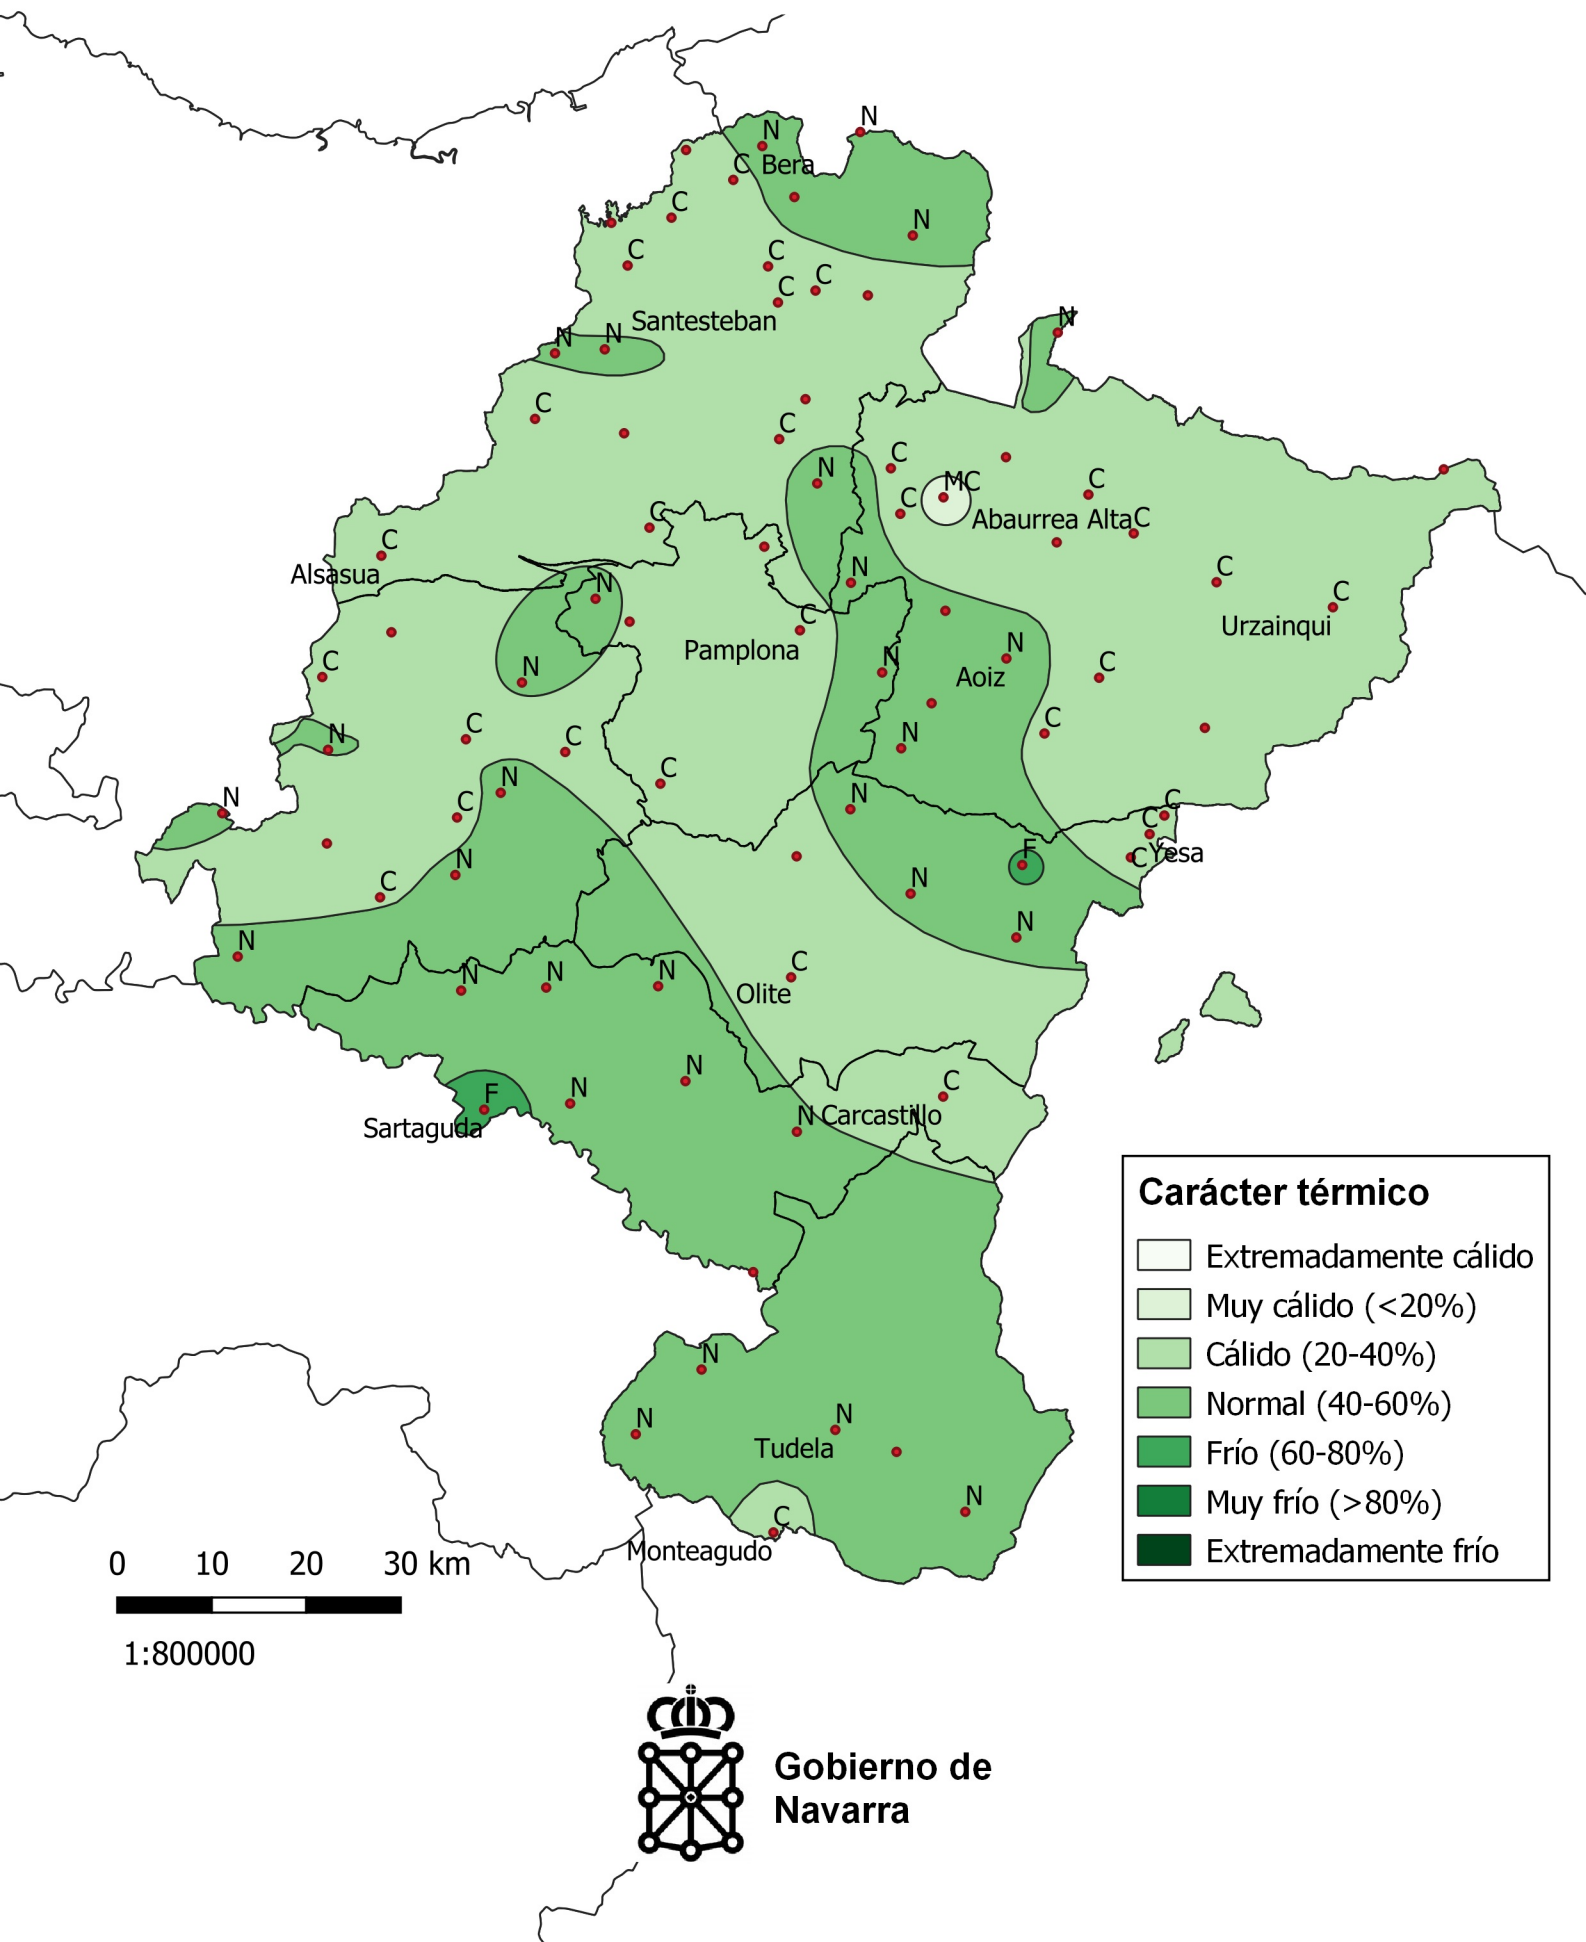 N
N
C Bera
C
N
C
C
C
C
Santesteban
N
N
N
C
C
C
N
MC
C
C
C
Abaurrea Alta
C
C
Alsasua
N
N
C
C
C
Urzainqui
Pamplona
N
N
Aoiz
C
N
C
C
C
N
N
C
N
N
C
N
C
C
C
Yesa
N
F
C
N
N
N
N
N
N
C
Olite
N
F
Sartaguda
N
C
N
Carcastillo
N
N
N
Tudela
N
C
Monteagudo
Carácter térmico
Extremadamente cálido
Muy cálido (<20%)
Cálido (20-40%)
Normal (40-60%)
Frío (60-80%)
Muy frío (>80%)
Extremadamente frío
0 10 20 30 km
1:800000
Gobierno de
Navarra